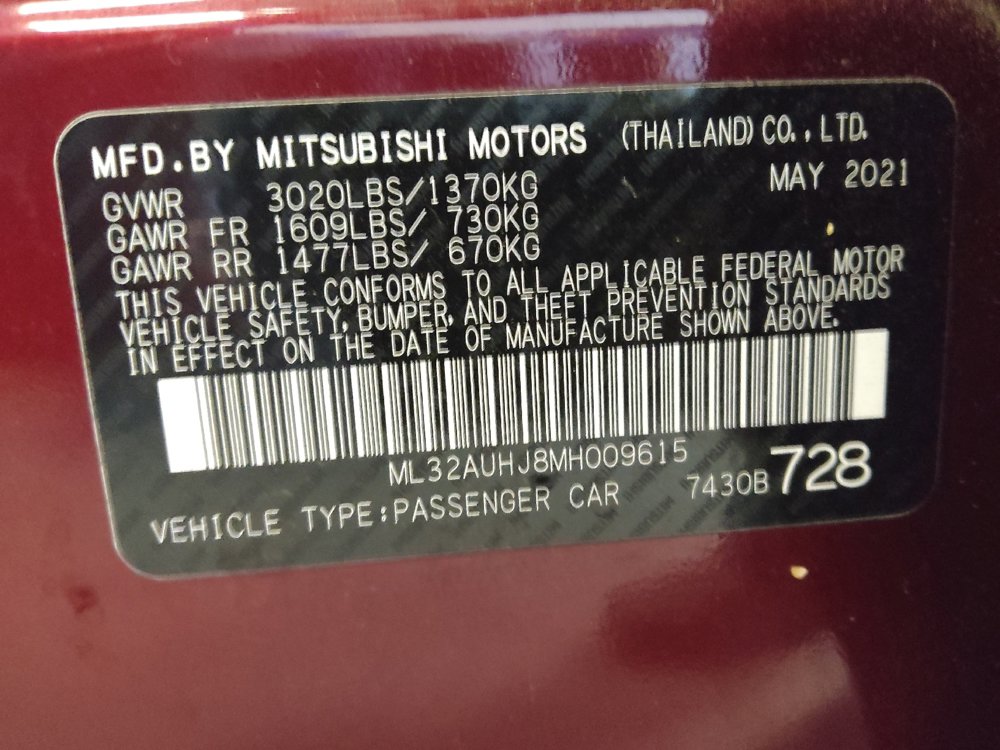 MFD.BY MITSUBISHI MOTORS (THAILAND) CO., LTD.
GVWR 3020LBS/1370KG MAY 2021
GAWR FR 1609LBS/ 730KG
GAWR RR 1477LBS/ 670KG
THIS VEHICLE CONFORMS TO ALL APPLICABLE FEDERAL MOTOR
VEHICLE SAFETY, BUMPER, AND THEFT PREVENTION STANDARDS
IN EFFECT ON THE DATE OF MANUFACTURE SHOWN ABOVE.
ML32AUHJ8MH009615
VEHICLE TYPE:PASSENGER CAR 7430B728